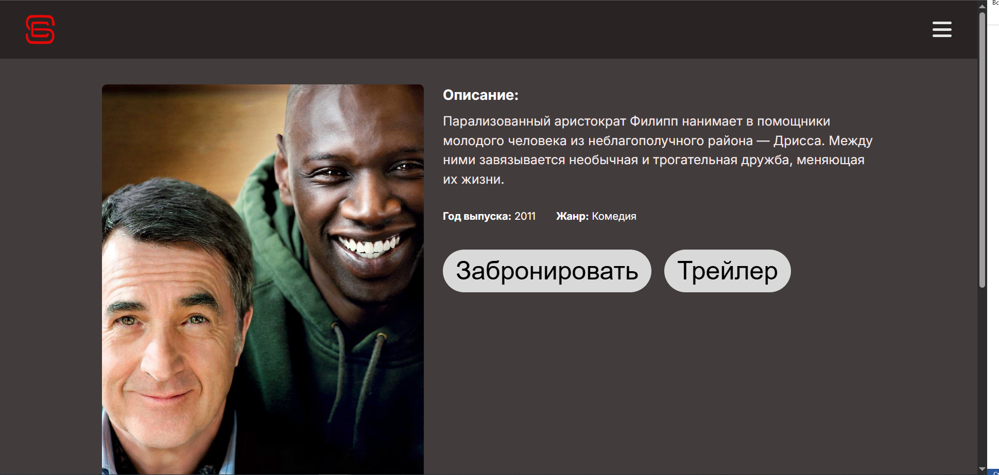 Описание:
Парализованный аристократ Филипп нанимает в помощники
молодого человека из неблагополучного района — Дрисса. Между
ними завязывается необычная и трогательная дружба, меняющая
их жизни.
Год выпуска: 2011 Жанр: Комедия
Забронировать Трейлер